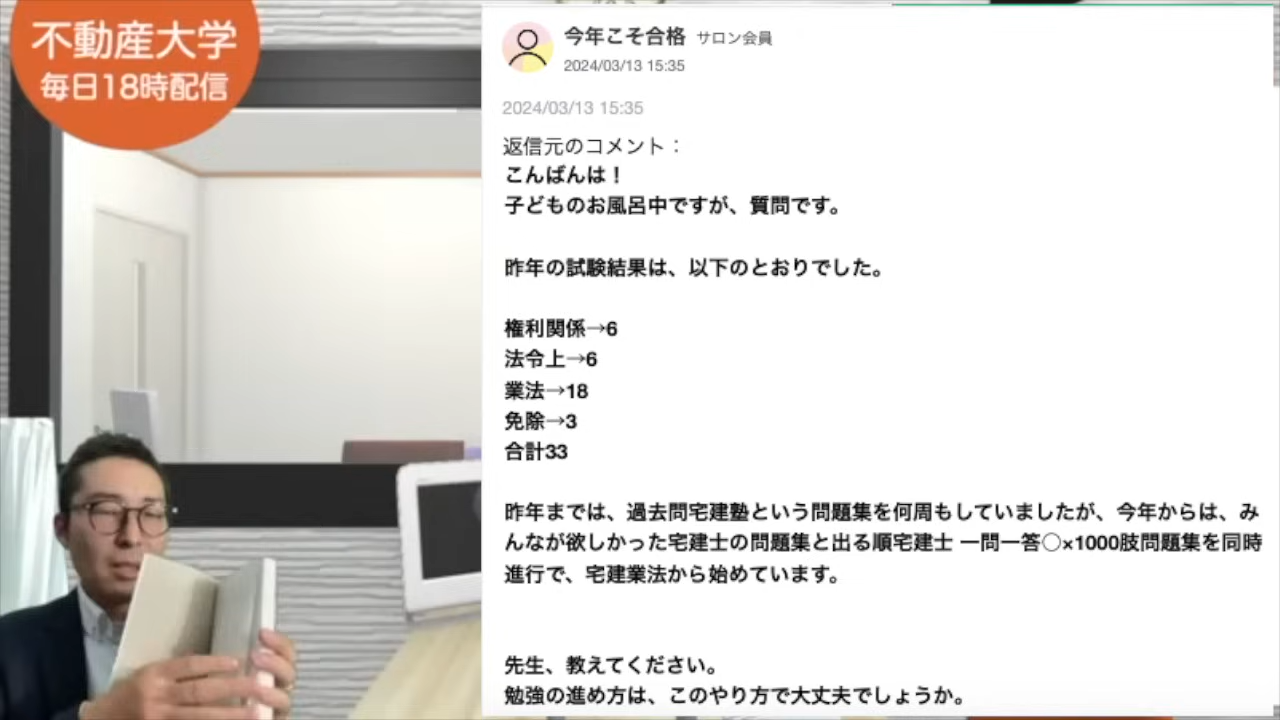 不動産大学
毎日18時配信
今年こそ合格 サロン会員
2024/03/13 15:35
2024/03/13 15:35
返信元のコメント：
こんばんは！
子どものお風呂中ですが、質問です。
昨年の試験結果は、以下のとおりでした。
権利関係→6
法令上→6
業法→18
免除→3
合計33
昨年までは、過去問宅建塾という問題集を何周もしていましたが、今年からは、み
んなが欲しかった宅建士の問題集と出る順宅建士 一問一答○×1000肢問題集を同時
進行で、宅建業法から始めています。
先生、教えてください。
勉強の進め方は、このやり方で大丈夫でしょうか。